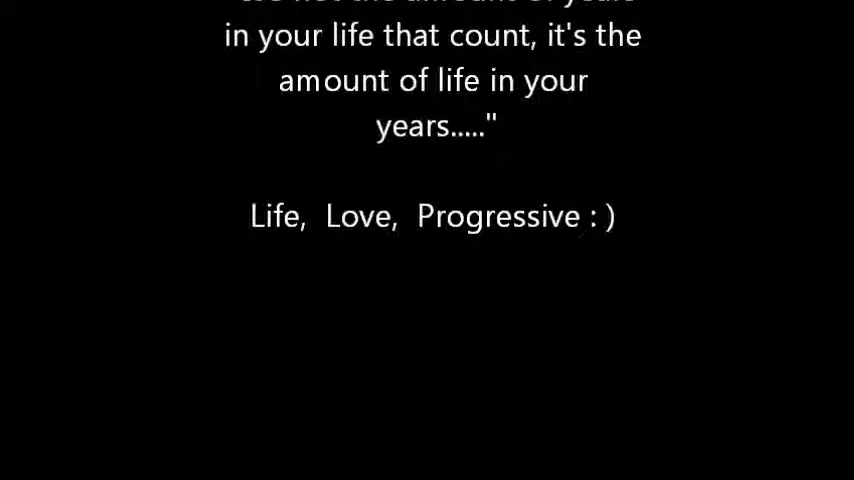 in your life that count, it's the
amount of life in your
years....."
Life, Love, Progressive : )